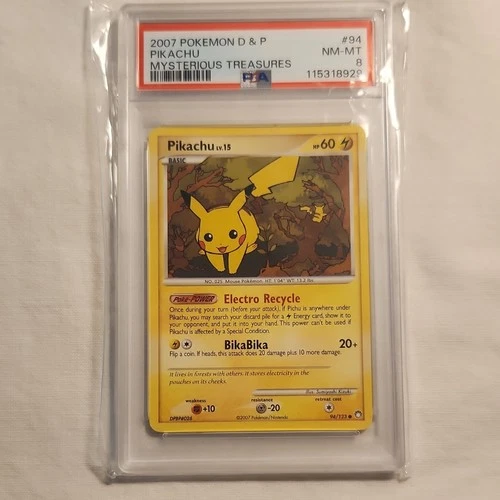 2007 POKEMON D & P #94
PIKACHU NM-MT
MYSTERIOUS TREASURES 8
PSA 115318929
Pikachu LV.15 HP 60
BASIC
NO. 025 Mouse Pokémon HT: 1'04" WT: 13.2 lbs.
Poké-POWER Electro Recycle
Once during your turn (before your attack), if Pichu is anywhere under
Pikachu, you may search your discard pile for a Energy card, show it to
your opponent, and put it into your hand. This power can't be used if
Pikachu is affected by a Special Condition.
BikaBika 20+
Flip a coin. If heads, this attack does 20 damage plus 10 more damage.
It lives in forests with others. It stores electricity in the
pouches on its cheeks.
Illus. Sumiyoshi Kizuki
weakness resistance retreat cost
+10 -20
©2007 Pokémon/Nintendo 94/123